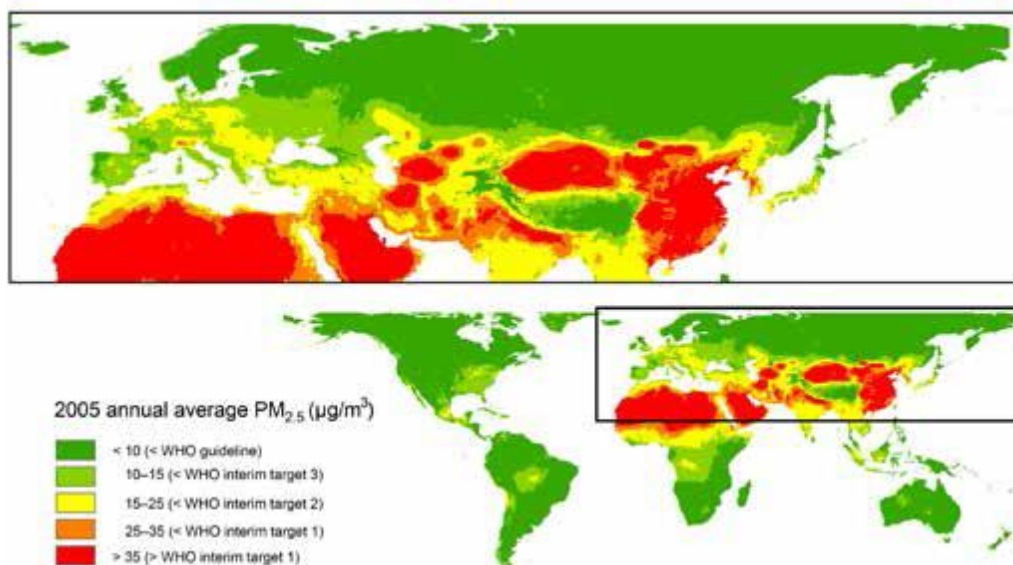 2005 annual average PM2.5 (µg/m³)
< 10 (< WHO guideline)
10–15 (< WHO interim target 3)
15–25 (< WHO interim target 2)
25–35 (< WHO interim target 1)
> 35 (> WHO interim target 1)